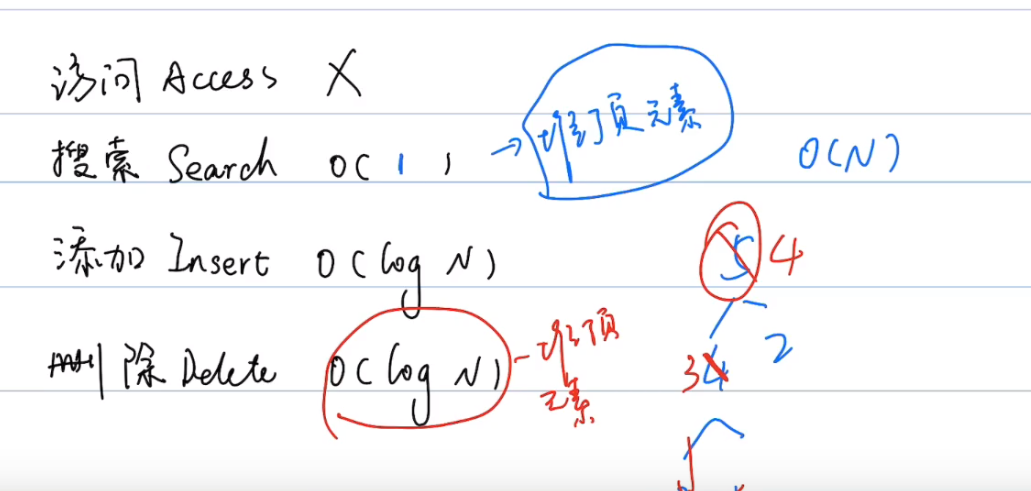 访问 Access X
搜索 Search O(1) → 堆顶元素 O(N)
添加 Insert O(log N)
删除 Delete O(log N) - 堆顶元素
5 4
3 4 2